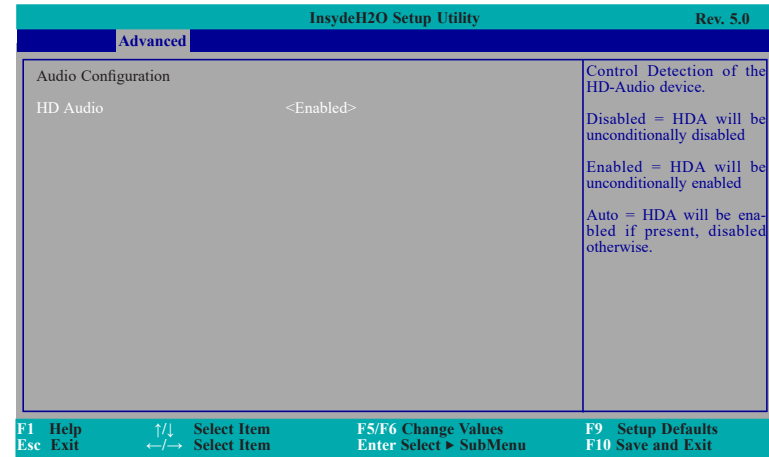 InsydeH2O Setup Utility Rev. 5.0
Advanced
Audio Configuration
HD Audio <Enabled>
Control Detection of the
HD-Audio device.
Disabled = HDA will be
unconditionally disabled
Enabled = HDA will be
unconditionally enabled
Auto = HDA will be ena-
bled if present, disabled
otherwise.
F1 Help ↑/↓ Select Item F5/F6 Change Values F9 Setup Defaults
Esc Exit ←/→ Select Item Enter Select ▶ SubMenu F10 Save and Exit